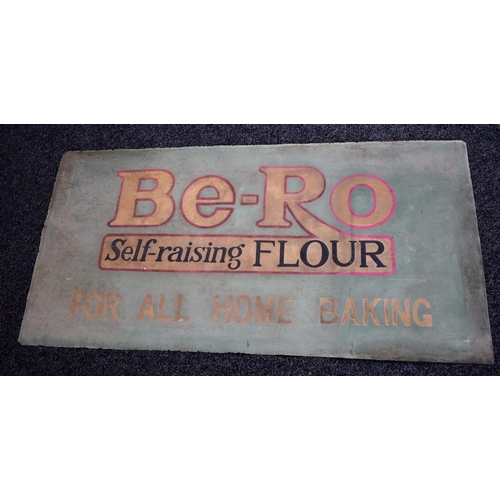 Be-Ro
Self-raising FLOUR
FOR ALL HOME BAKING